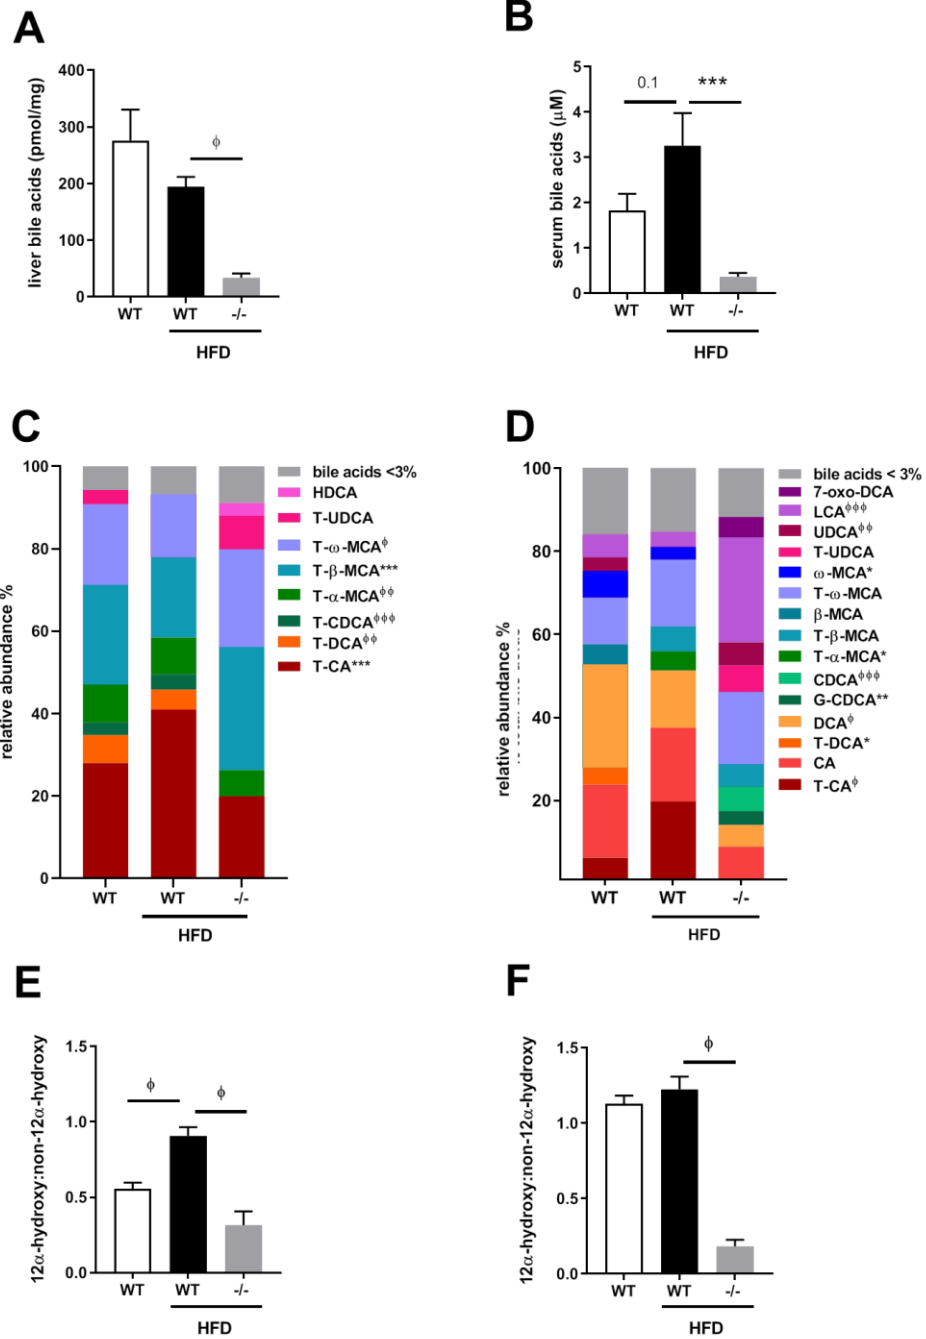 A
liver bile acids (pmol/mg)
400
300
200
100
0
ϕ
WT
WT
-/-
HFD
B
serum bile acids (μM)
5
4
3
2
1
0
0.1
***
WT
WT
-/-
HFD
C
relative abundance %
100
80
60
40
20
0
WT
WT
-/-
HFD
bile acids <3%
HDCA
T-UDCA
T-ω-MCAϕ
T-β-MCA***
T-α-MCAϕϕ
T-CDCAϕϕϕ
T-DCAϕϕ
T-CA***
D
relative abundance %
100
80
60
40
20
WT
WT
-/-
HFD
bile acids < 3%
7-oxo-DCA
LCAϕϕϕ
UDCAϕϕ
T-UDCA
ω-MCA*
T-ω-MCA
β-MCA
T-β-MCA
T-α-MCA*
CDCAϕϕϕ
G-CDCA**
DCAϕ
T-DCA*
CA
T-CAϕ
E
12α-hydroxy:non-12α-hydroxy
1.5
1.0
0.5
0.0
ϕ
ϕ
WT
WT
-/-
HFD
F
12α-hydroxy:non-12α-hydroxy
1.5
1.0
0.5
0.0
ϕ
WT
WT
-/-
HFD